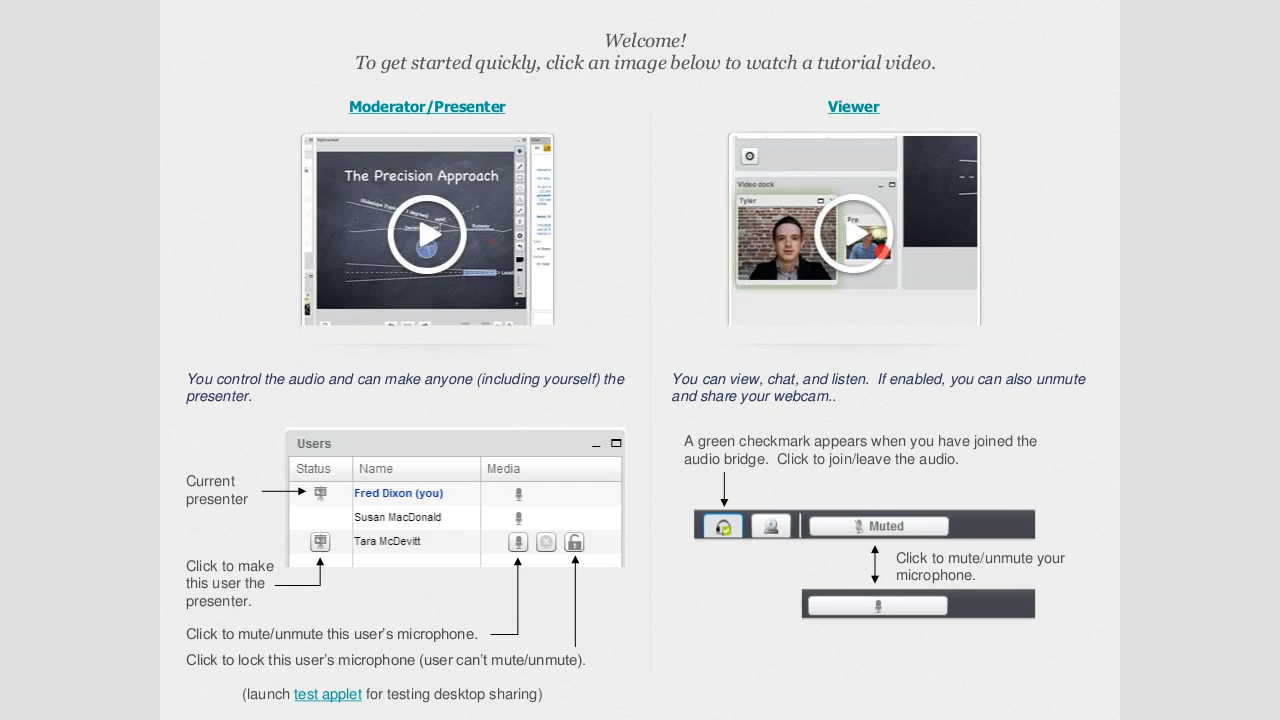 Welcome!
To get started quickly, click an image below to watch a tutorial video.
Moderator/Presenter
The Precision Approach
Runway
You control the audio and can make anyone (including yourself) the
presenter.
Users
Status Name Media
Current
presenter
Fred Dixon (you)
Susan MacDonald
Tara McDevitt
Click to make
this user the
presenter.
Click to mute/unmute this user's microphone.
Click to lock this user's microphone (user can't mute/unmute).
(launch test applet for testing desktop sharing)
Viewer
Video dock
Tyler
Fre
You can view, chat, and listen.  If enabled, you can also unmute
and share your webcam..
A green checkmark appears when you have joined the
audio bridge.  Click to join/leave the audio.
Muted
Click to mute/unmute your
microphone.